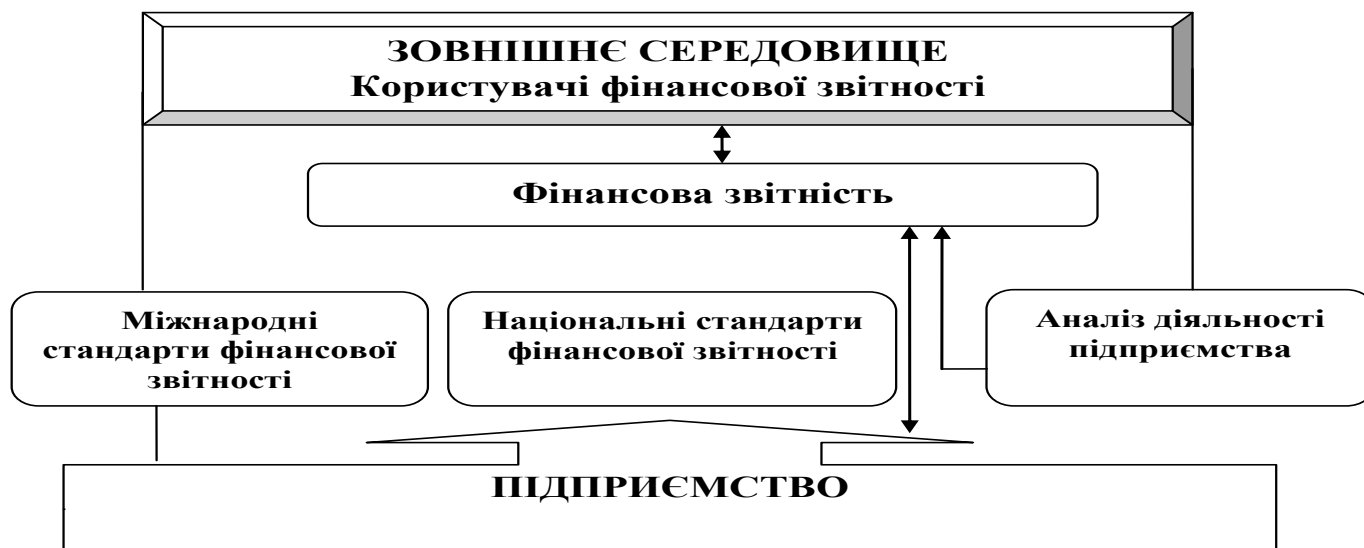 ЗОВНІШНЄ СЕРЕДОВИЩЕ
Користувачі фінансової звітності
Фінансова звітність
Міжнародні
стандарти фінансової
звітності
Національні стандарти
фінансової звітності
Аналіз діяльності
підприємства
ПІДПРИЄМСТВО